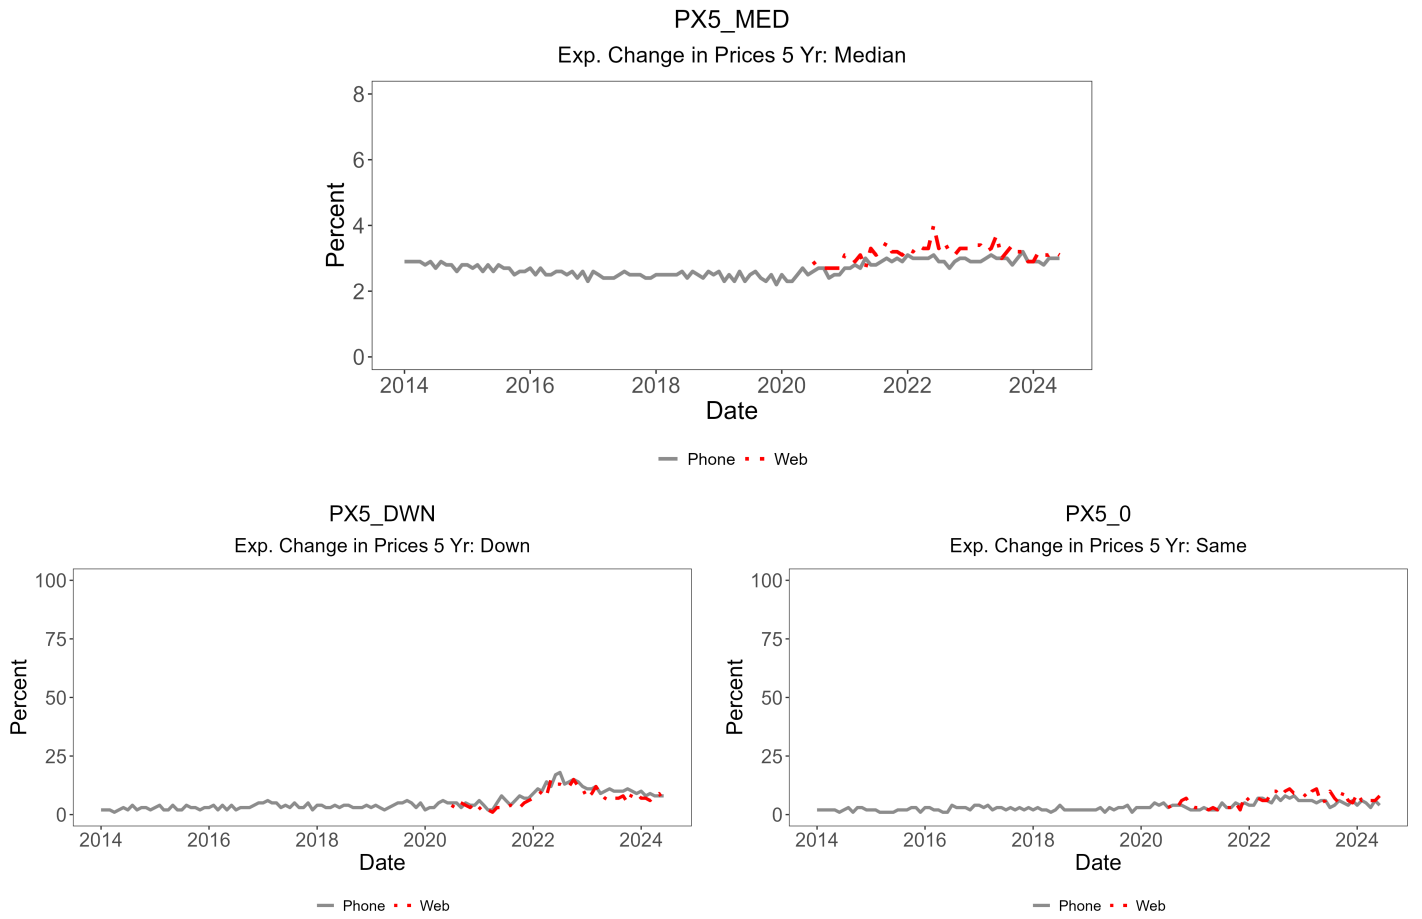 PX5_MED
Exp. Change in Prices 5 Yr: Median
Percent
8
6
4
2
0
2014 2016 2018 2020 2022 2024
Date
Phone Web
PX5_DWN
Exp. Change in Prices 5 Yr: Down
Percent
100
75
50
25
0
2014 2016 2018 2020 2022 2024
Date
Phone Web
PX5_0
Exp. Change in Prices 5 Yr: Same
Percent
100
75
50
25
0
2014 2016 2018 2020 2022 2024
Date
Phone Web